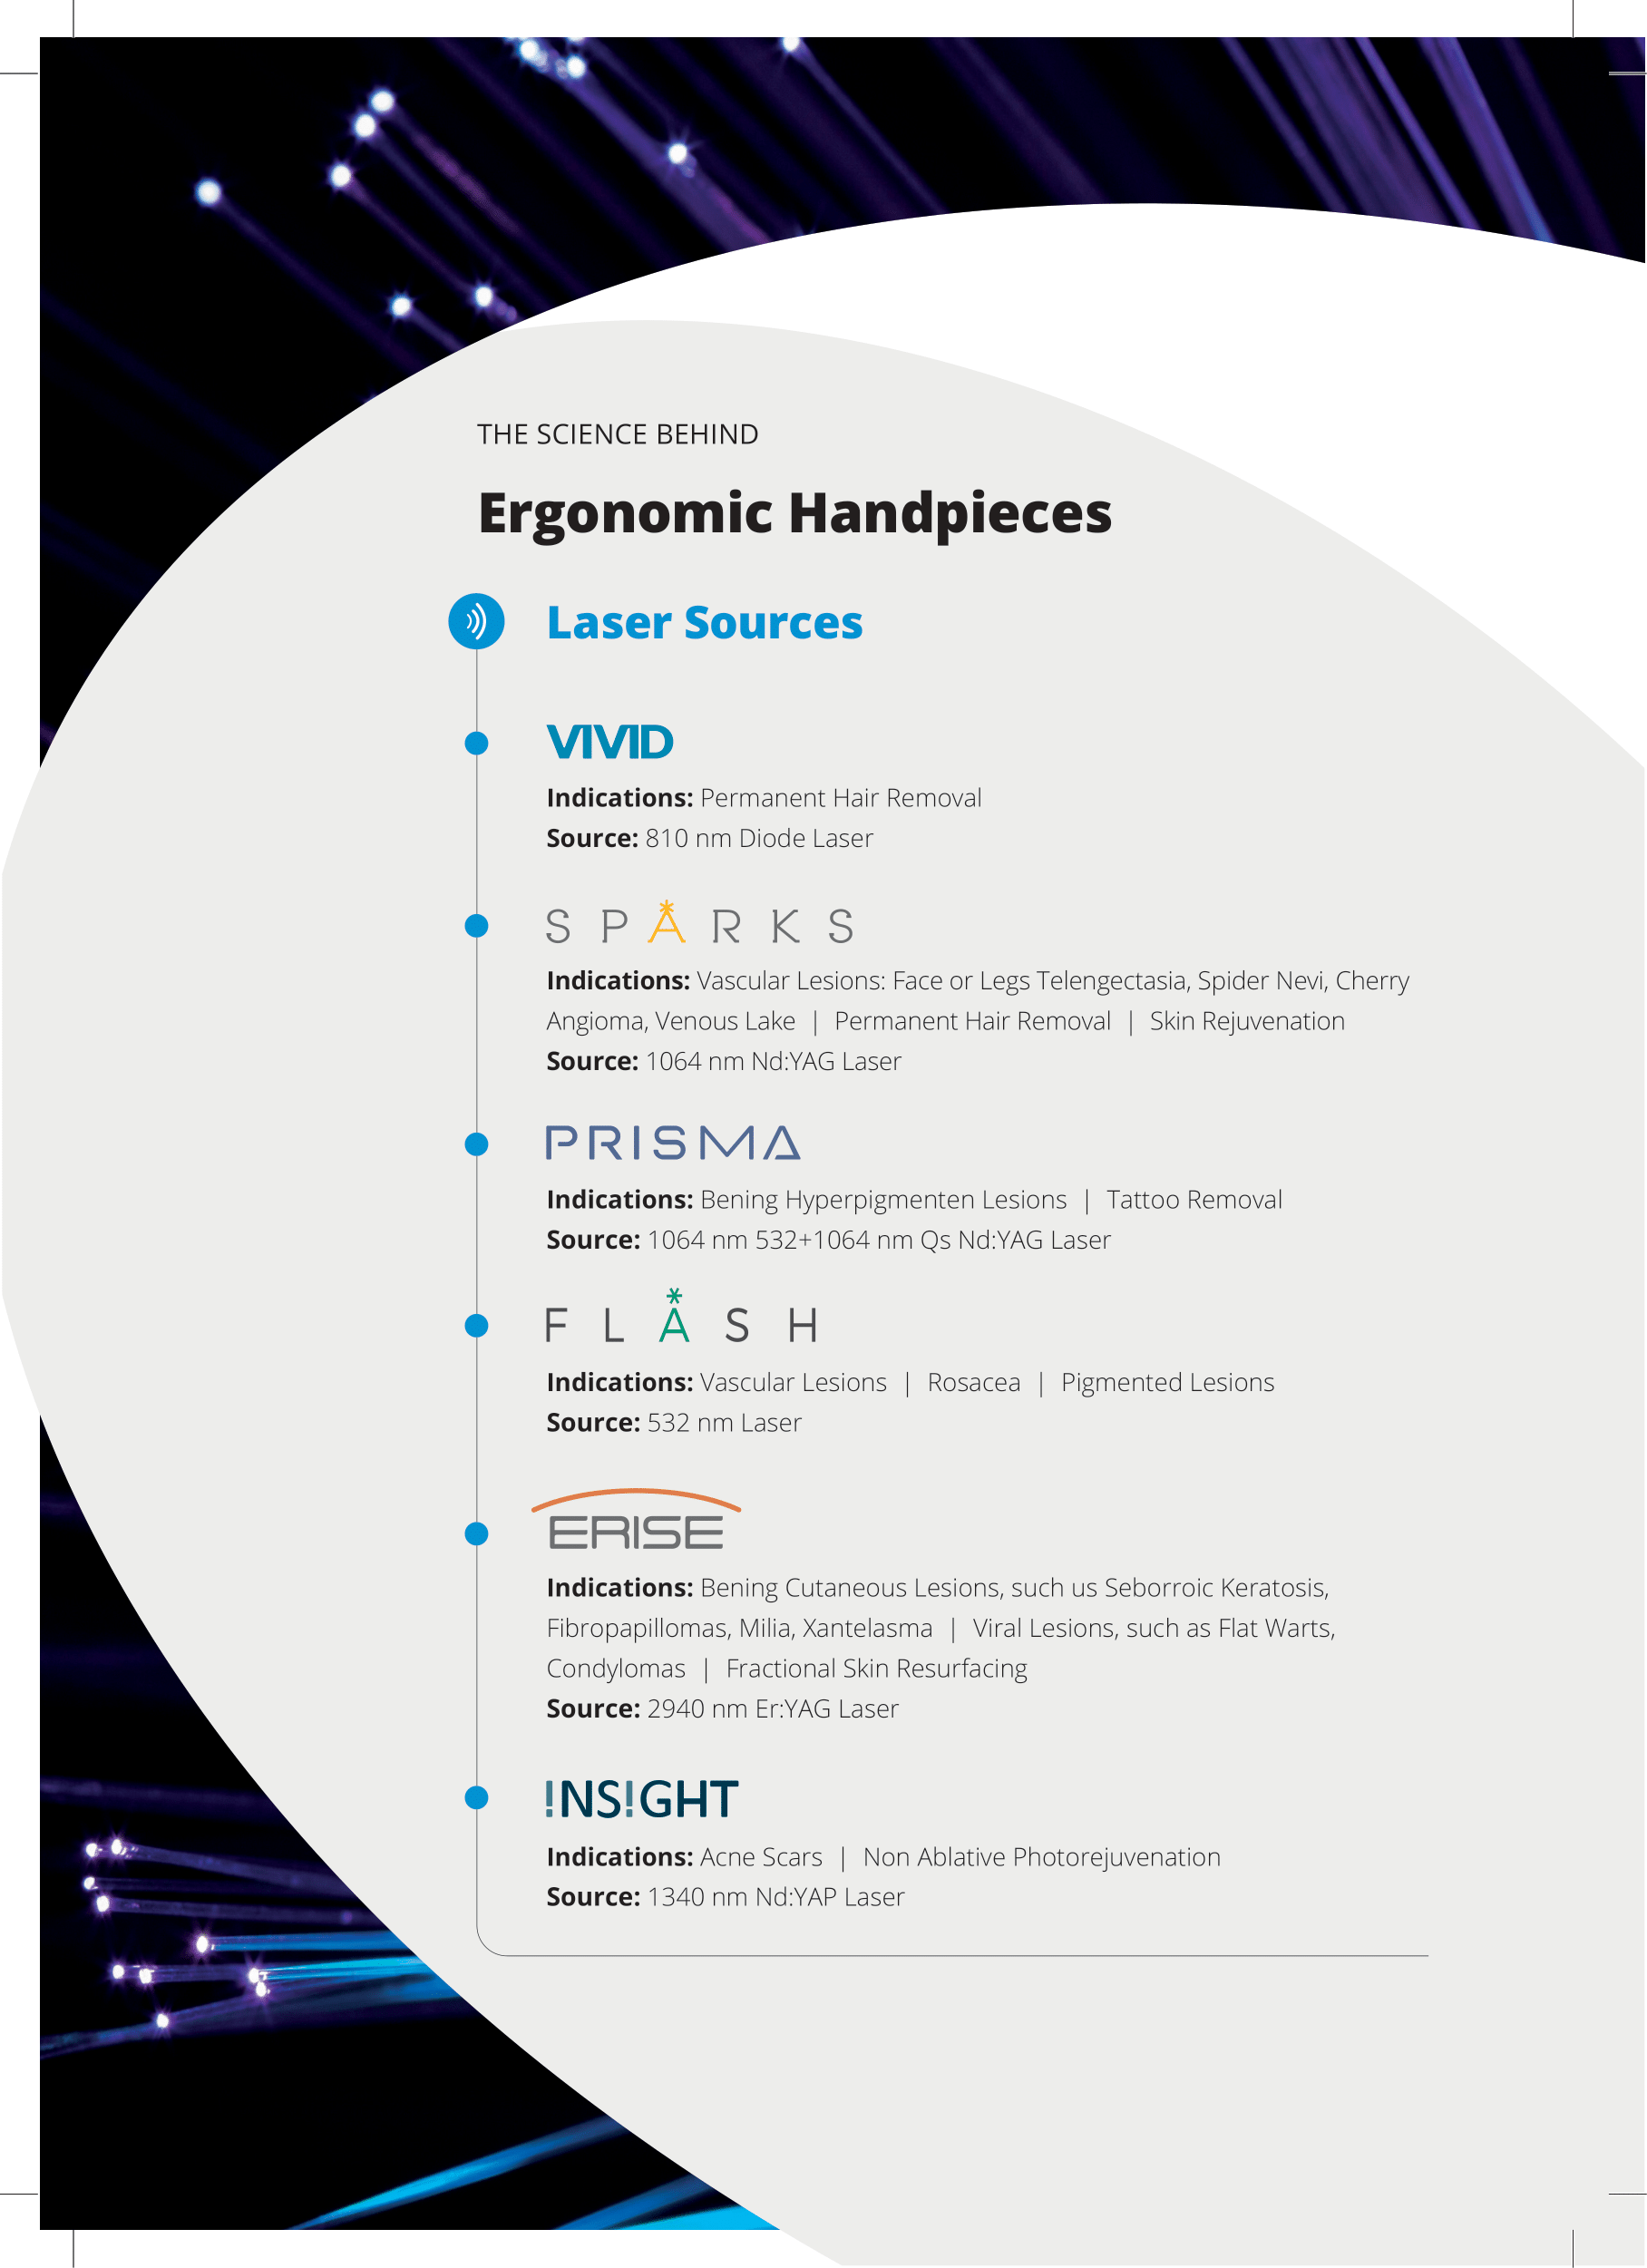 THE SCIENCE BEHIND
Ergonomic Handpieces
Laser Sources
VIVID
Indications: Permanent Hair Removal
Source: 810 nm Diode Laser
SPARKS
Indications: Vascular Lesions: Face or Legs Telengectasia, Spider Nevi, Cherry
Angioma, Venous Lake | Permanent Hair Removal | Skin Rejuvenation
Source: 1064 nm Nd:YAG Laser
PRISMA
Indications: Bening Hyperpigmenten Lesions | Tattoo Removal
Source: 1064 nm 532+1064 nm Qs Nd:YAG Laser
FLASH
Indications: Vascular Lesions | Rosacea | Pigmented Lesions
Source: 532 nm Laser
ERISE
Indications: Bening Cutaneous Lesions, such us Seborroic Keratosis,
Fibropapillomas, Milia, Xantelasma | Viral Lesions, such as Flat Warts,
Condylomas | Fractional Skin Resurfacing
Source: 2940 nm Er:YAG Laser
!NS!GHT
Indications: Acne Scars | Non Ablative Photorejuvenation
Source: 1340 nm Nd:YAP Laser